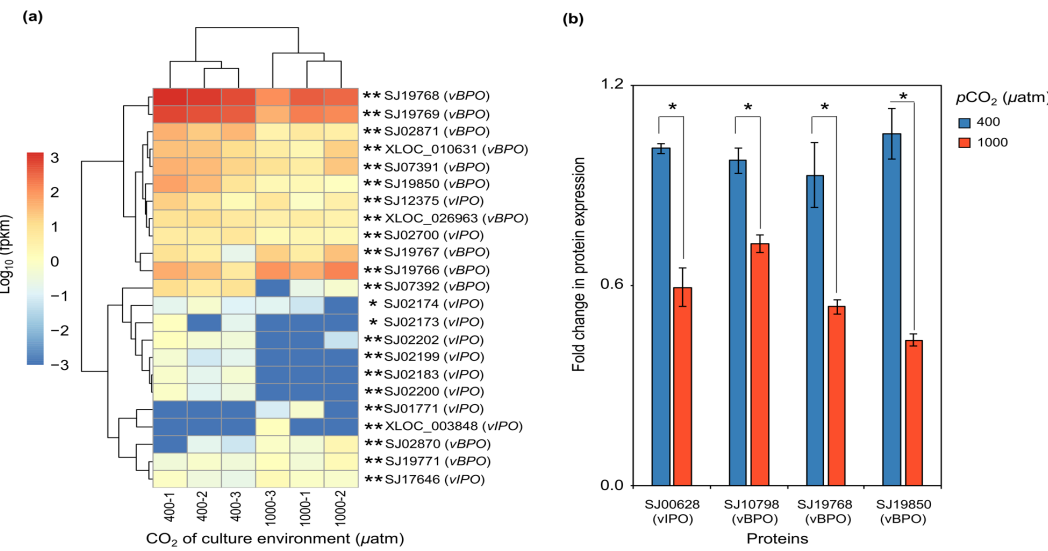 (a)
** SJ19768 (vBPO)
** SJ19769 (vBPO)
** SJ02871 (vBPO)
** XLOC_010631 (vBPO)
** SJ07391 (vBPO)
** SJ19850 (vBPO)
** SJ12375 (vIPO)
** XLOC_026963 (vBPO)
** SJ02700 (vIPO)
** SJ19767 (vBPO)
** SJ19766 (vBPO)
** SJ07392 (vBPO)
* SJ02174 (vIPO)
* SJ02173 (vIPO)
** SJ02202 (vIPO)
** SJ02199 (vIPO)
** SJ02183 (vIPO)
** SJ02200 (vIPO)
** SJ01771 (vIPO)
** XLOC_003848 (vIPO)
** SJ02870 (vBPO)
** SJ19771 (vBPO)
** SJ17646 (vIPO)
Log10 (fpkm)
3
2
1
0
−1
−2
−3
400-1
400-2
400-3
1000-3
1000-1
1000-2
CO2 of culture environment (µatm)
(b)
Fold change in protein expression
1.2
0.6
0.0
*
*
*
*
pCO2 (µatm)
400
1000
SJ00628
(vIPO)
SJ10798
(vBPO)
SJ19768
(vBPO)
SJ19850
(vBPO)
Proteins